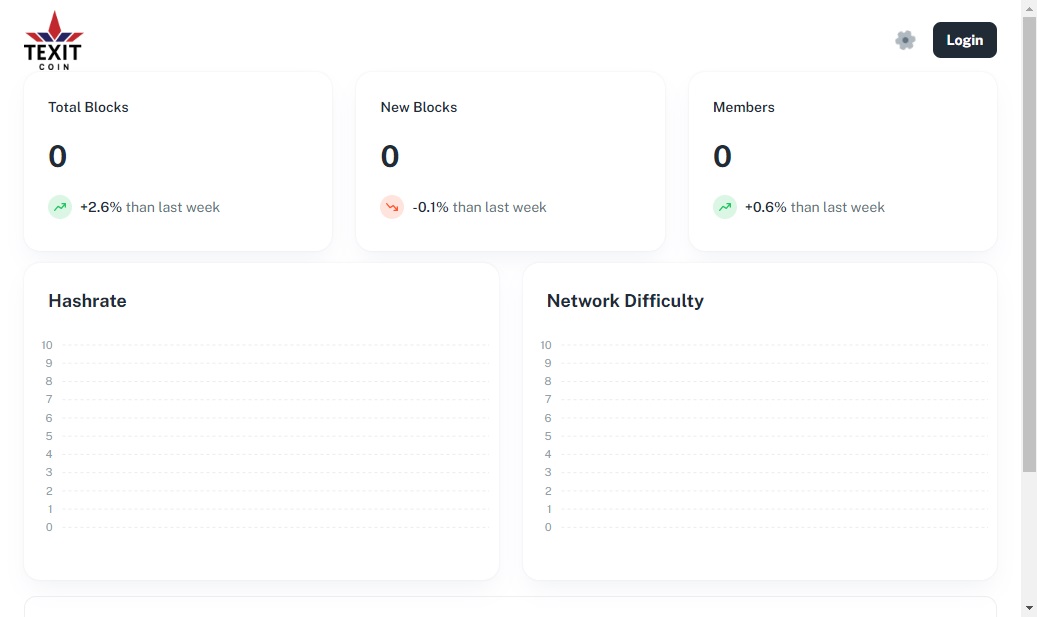 TEXIT
COIN
Login
Total Blocks
0
+2.6% than last week
New Blocks
0
-0.1% than last week
Members
0
+0.6% than last week
Hashrate
10
9
8
7
6
5
4
3
2
1
0
Network Difficulty
10
9
8
7
6
5
4
3
2
1
0